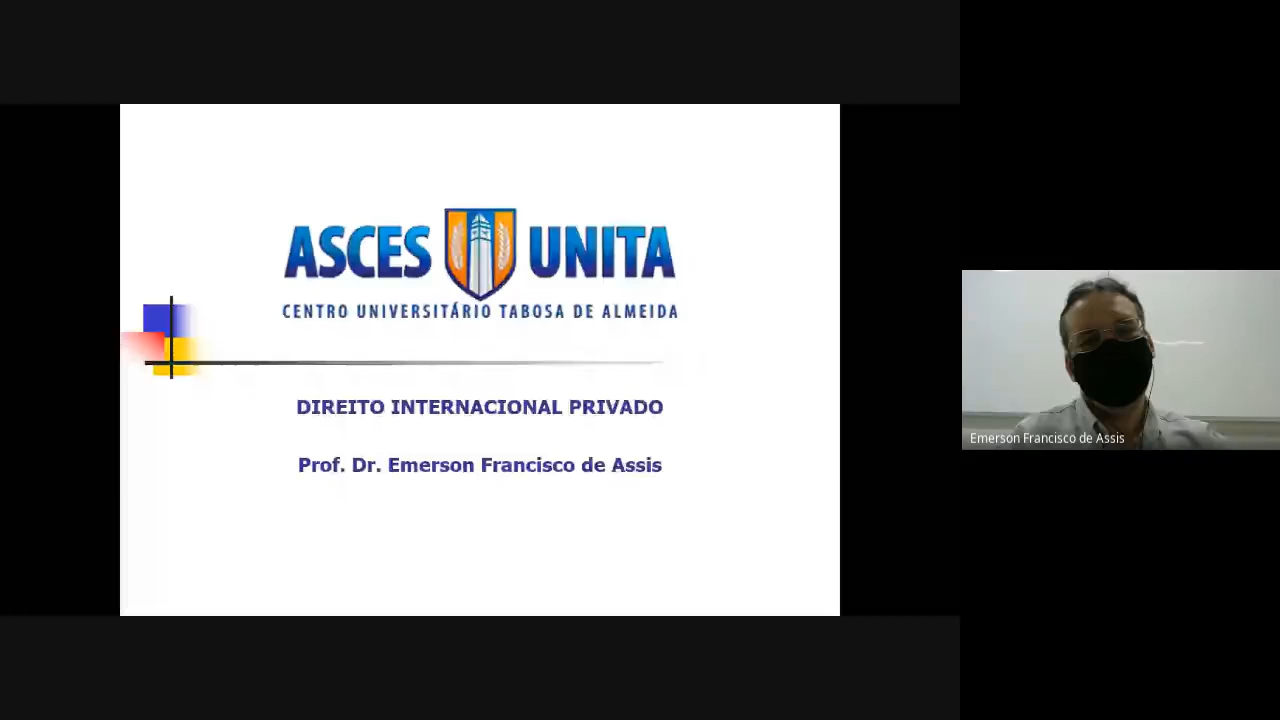 ASCES UNITA
CENTRO UNIVERSITÁRIO TABOSA DE ALMEIDA
DIREITO INTERNACIONAL PRIVADO
Prof. Dr. Emerson Francisco de Assis
Emerson Francisco de Assis